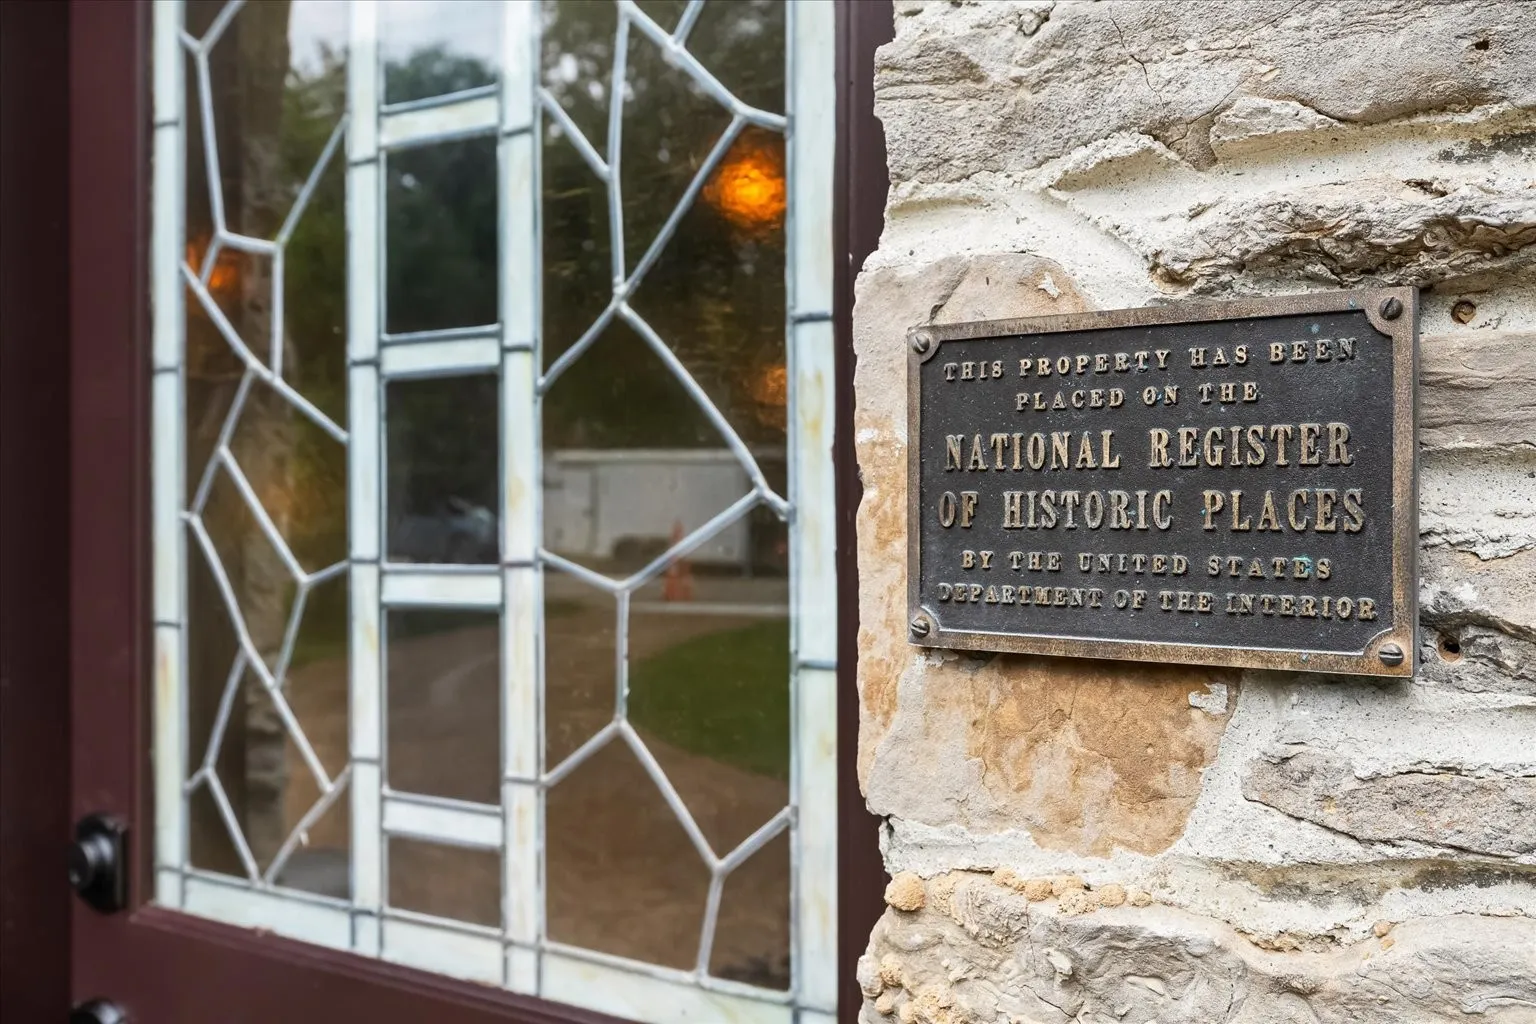 THIS PROPERTY HAS BEEN
PLACED ON THE
NATIONAL REGISTER
OF HISTORIC PLACES
BY THE UNITED STATES
DEPARTMENT OF THE INTERIOR